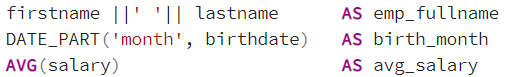 firstname ||' '|| lastname AS emp_fullname
DATE_PART('month', birthdate) AS birth_month
AVG(salary) AS avg_salary